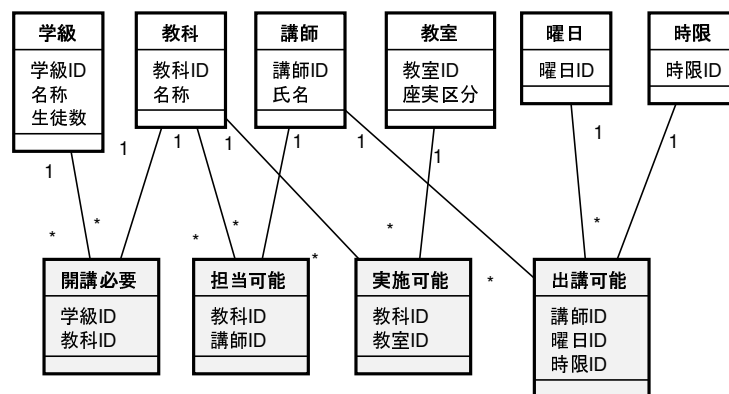 学級
学級ID
名称
生徒数
教科
教科ID
名称
講師
講師ID
氏名
教室
教室ID
座実区分
曜日
曜日ID
時限
時限ID
1
1
1
1
1
1
1
1
1
*
*
*
*
*
*
*
*
*
開講必要
学級ID
教科ID
担当可能
教科ID
講師ID
実施可能
教科ID
教室ID
出講可能
講師ID
曜日ID
時限ID